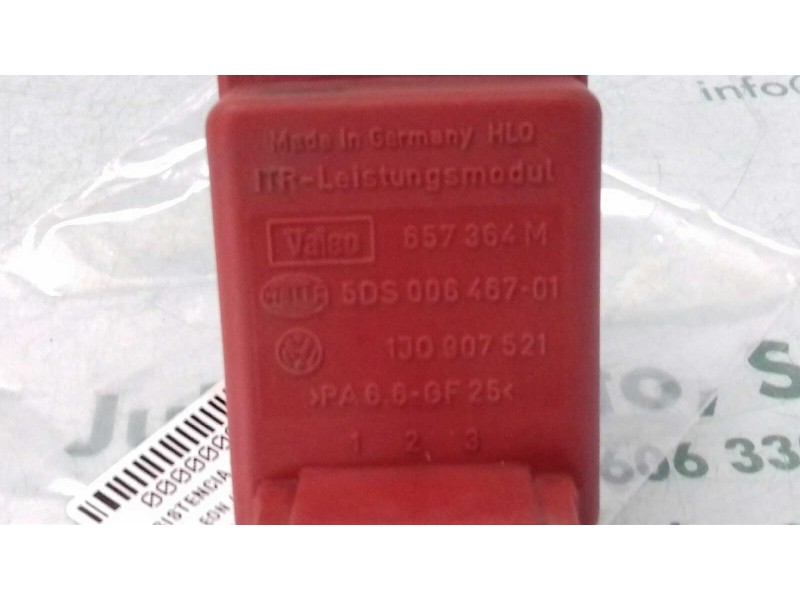 info
Made in Germany HLO
ITR-Leistungsmodul
Valeo 657 364 M
HELLA 5DS 006 467-01
VW 1J0 907 521
>PA 6.6-GF 25<
1 2 3
606 33